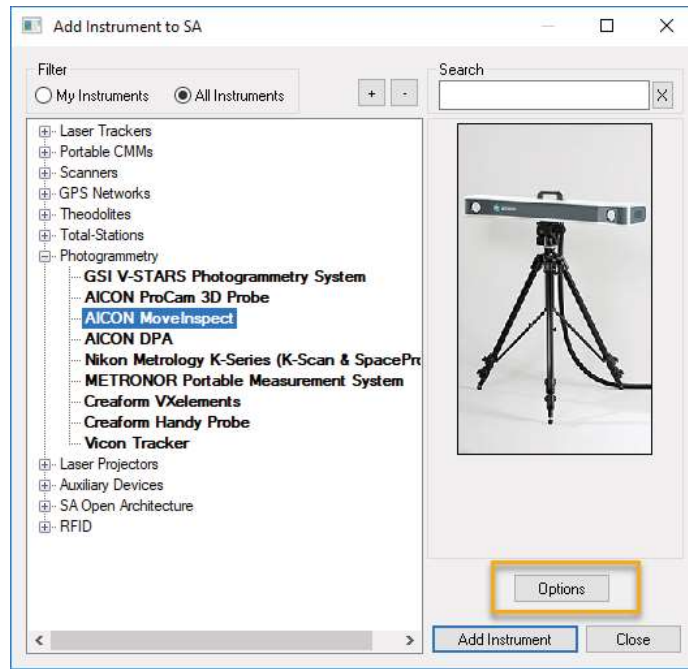 Add Instrument to SA
Filter
My Instruments
All Instruments
+
-
Search
X
Laser Trackers
Portable CMMs
Scanners
GPS Networks
Theodolites
Total-Stations
Photogrammetry
GSI V-STARS Photogrammetry System
AICON ProCam 3D Probe
AICON MoveInspect
AICON DPA
Nikon Metrology K-Series (K-Scan & SpacePro
METRONOR Portable Measurement System
Creaform VXelements
Creaform Handy Probe
Vicon Tracker
Laser Projectors
Auxiliary Devices
SA Open Architecture
RFID
Options
Add Instrument
Close